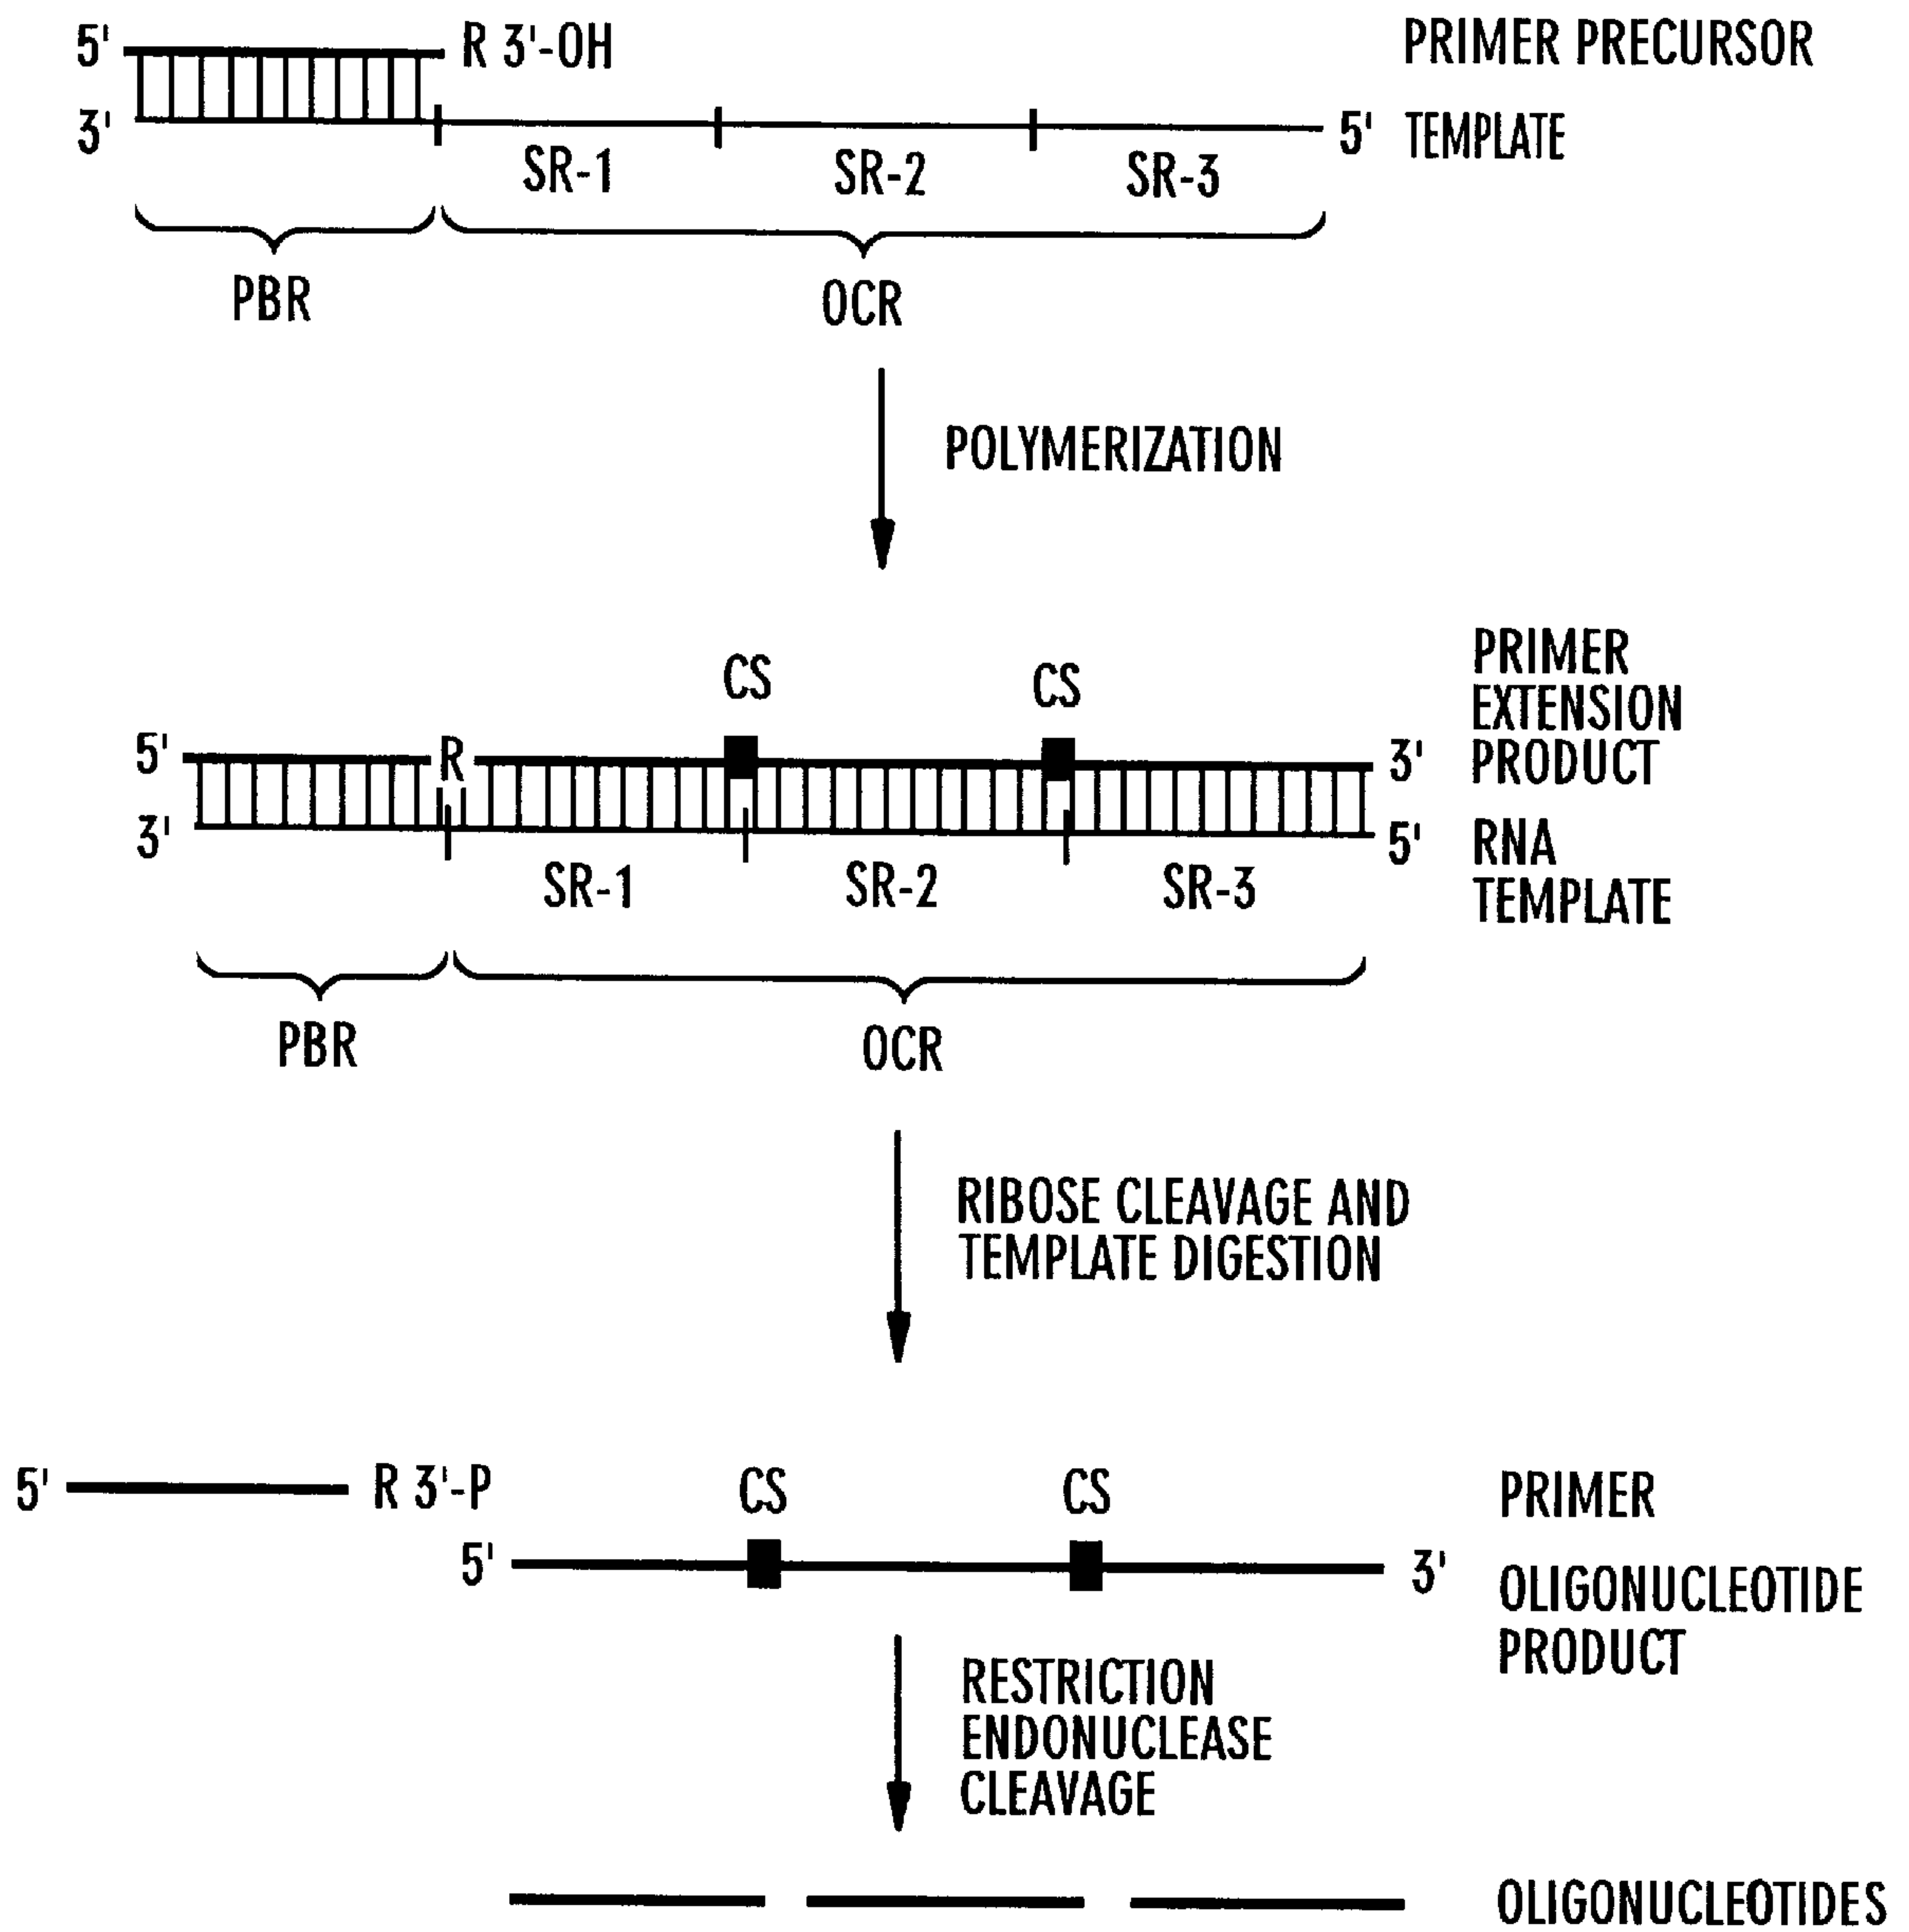 5' R 3'-OH PRIMER PRECURSOR
3' 5' TEMPLATE
SR-1 SR-2 SR-3
PBR OCR
POLYMERIZATION
CS CS
PRIMER
EXTENSION
5' R 3' PRODUCT
3' 5' RNA
TEMPLATE
SR-1 SR-2 SR-3
PBR OCR
RIBOSE CLEAVAGE AND
TEMPLATE DIGESTION
5' R 3'-P CS CS PRIMER
5' 3' OLIGONUCLEOTIDE
PRODUCT
RESTRICTION
ENDONUCLEASE
CLEAVAGE
OLIGONUCLEOTIDES